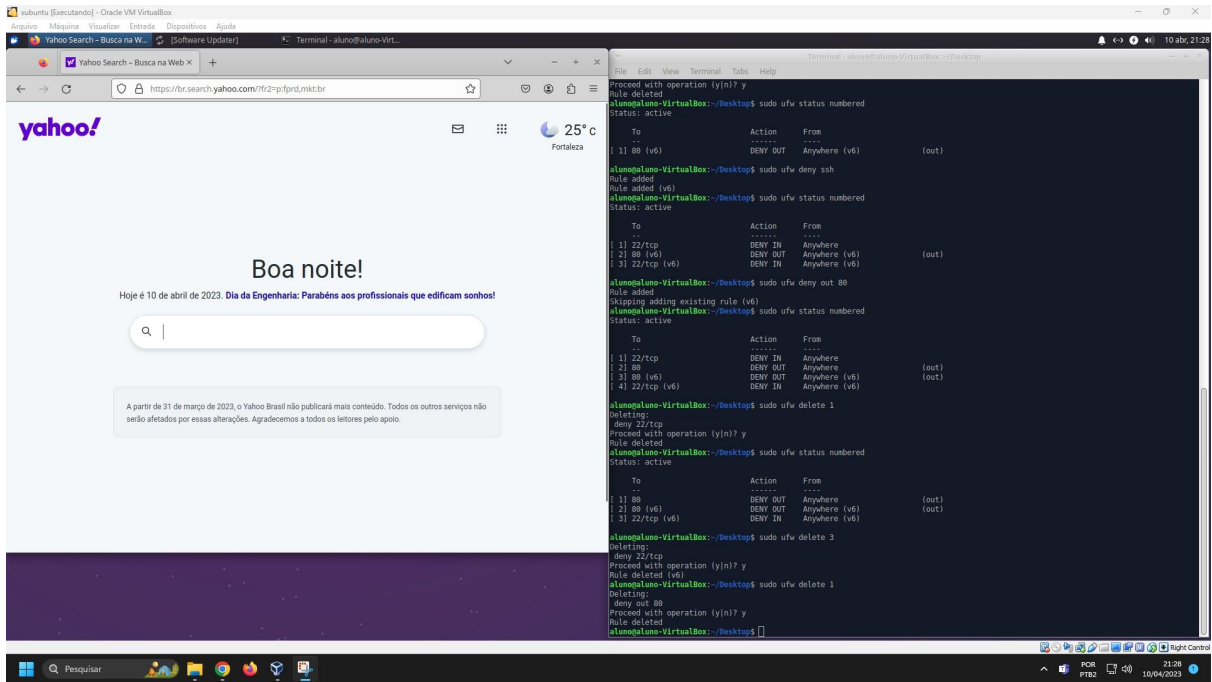 xubuntu [Executando] - Oracle VM VirtualBox
Arquivo Máquina Visualizar Entrada Dispositivos Ajuda
Yahoo Search - Busca na W... [Software Updater] Terminal - aluno@aluno-Virt... 10 abr, 21:28
Yahoo Search - Busca na Web
https://br.search.yahoo.com/?fr2=p:fprd,mkt:br
yahoo!
25°c
Fortaleza
Boa noite!
Hoje é 10 de abril de 2023. Dia da Engenharia: Parabéns aos profissionais que edificam sonhos!
A partir de 31 de março de 2023, o Yahoo Brasil não publicará mais conteúdo. Todos os outros serviços não
serão afetados por essas alterações. Agradecemos a todos os leitores pelo apoio.
Terminal - aluno@aluno-VirtualBox: ~/Desktop
File Edit View Terminal Tabs Help
Proceed with operation (y|n)? y
Rule deleted
aluno@aluno-VirtualBox:~/Desktop$ sudo ufw status numbered
Status: active
To Action From
-- ------ ----
[ 1] 80 (v6) DENY OUT Anywhere (v6) (out)
aluno@aluno-VirtualBox:~/Desktop$ sudo ufw deny ssh
Rule added
Rule added (v6)
aluno@aluno-VirtualBox:~/Desktop$ sudo ufw status numbered
Status: active
To Action From
-- ------ ----
[ 1] 22/tcp DENY IN Anywhere
[ 2] 80 (v6) DENY OUT Anywhere (v6) (out)
[ 3] 22/tcp (v6) DENY IN Anywhere (v6)
aluno@aluno-VirtualBox:~/Desktop$ sudo ufw deny out 80
Rule added
Skipping adding existing rule (v6)
aluno@aluno-VirtualBox:~/Desktop$ sudo ufw status numbered
Status: active
To Action From
-- ------ ----
[ 1] 22/tcp DENY IN Anywhere
[ 2] 80 DENY OUT Anywhere (out)
[ 3] 80 (v6) DENY OUT Anywhere (v6) (out)
[ 4] 22/tcp (v6) DENY IN Anywhere (v6)
aluno@aluno-VirtualBox:~/Desktop$ sudo ufw delete 1
Deleting:
deny 22/tcp
Proceed with operation (y|n)? y
Rule deleted
aluno@aluno-VirtualBox:~/Desktop$ sudo ufw status numbered
Status: active
To Action From
-- ------ ----
[ 1] 80 DENY OUT Anywhere (out)
[ 2] 80 (v6) DENY OUT Anywhere (v6) (out)
[ 3] 22/tcp (v6) DENY IN Anywhere (v6)
aluno@aluno-VirtualBox:~/Desktop$ sudo ufw delete 3
Deleting:
deny 22/tcp
Proceed with operation (y|n)? y
Rule deleted (v6)
aluno@aluno-VirtualBox:~/Desktop$ sudo ufw delete 1
Deleting:
deny out 80
Proceed with operation (y|n)? y
Rule deleted
aluno@aluno-VirtualBox:~/Desktop$
Right Control
Pesquisar
POR
PTB2
21:28
10/04/2023
1